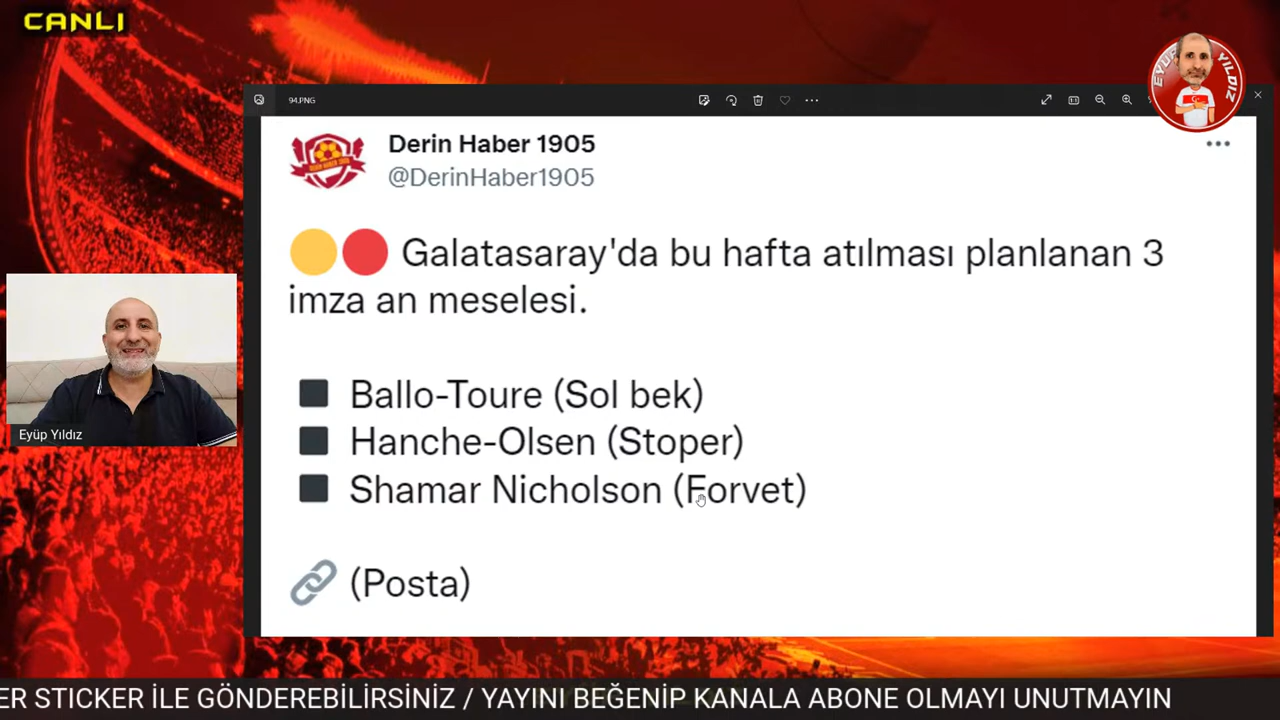 CANLI
94.PNG
EYÜP YILDIZ
Derin Haber 1905
@DerinHaber1905
Galatasaray'da bu hafta atılması planlanan 3
imza an meselesi.
Ballo-Toure (Sol bek)
Hanche-Olsen (Stoper)
Shamar Nicholson (Forvet)
(Posta)
Eyüp Yıldız
ER STICKER İLE GÖNDEREBİLİRSİNİZ / YAYINI BEĞENİP KANALA ABONE OLMAYI UNUTMAYIN